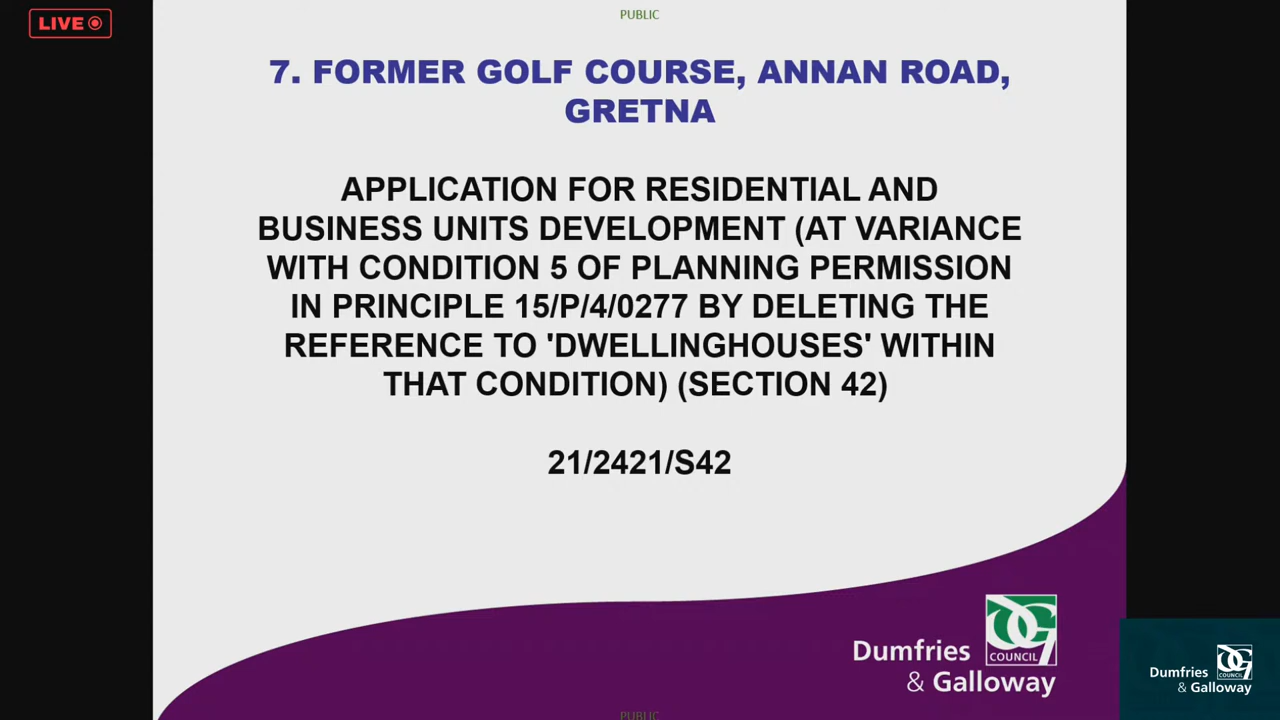 LIVE
PUBLIC
7. FORMER GOLF COURSE, ANNAN ROAD,
GRETNA
APPLICATION FOR RESIDENTIAL AND
BUSINESS UNITS DEVELOPMENT (AT VARIANCE
WITH CONDITION 5 OF PLANNING PERMISSION
IN PRINCIPLE 15/P/4/0277 BY DELETING THE
REFERENCE TO 'DWELLINGHOUSES' WITHIN
THAT CONDITION) (SECTION 42)
21/2421/S42
Dumfries
& Galloway
DG
COUNCIL
Dumfries
& Galloway
DG
COUNCIL
PUBLIC